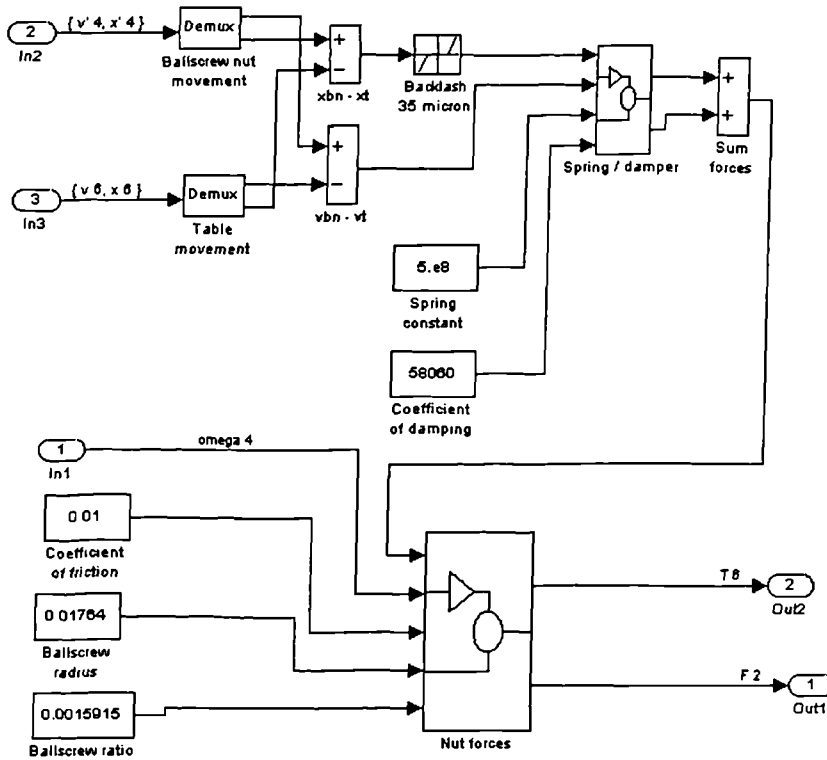 2
{ v' 4, x' 4 }
In2
Demux
Ballscrew nut
movement
+
−
xbn - xt
Backlash
35 micron
Spring / damper
+
+
Sum
forces
3
{ v 6, x 6 }
In3
Demux
Table
movement
+
−
vbn - vt
5.e8
Spring
constant
58060
Coefficient
of damping
1
omega 4
In1
0.01
Coefficient
of friction
0.01764
Ballscrew
radius
0.0015915
Ballscrew ratio
Nut forces
T 8
2
Out2
F 2
1
Out1